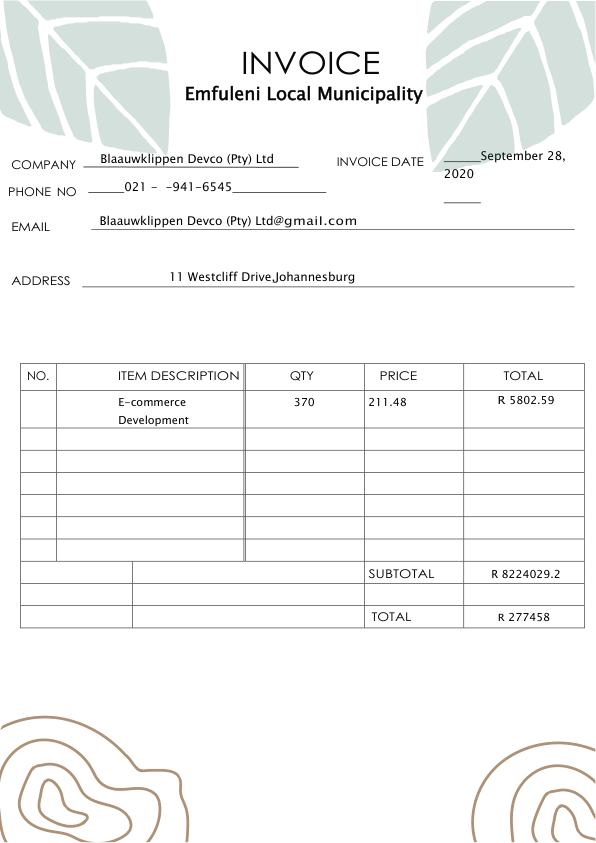 INVOICE
Emfuleni Local Municipality
COMPANY Blaauwklippen Devco (Pty) Ltd INVOICE DATE ______September 28,
2020
PHONE NO ______021 - -941-6545________________
EMAIL Blaauwklippen Devco (Pty) Ltd@gmail.com
ADDRESS 11 Westcliff Drive,Johannesburg
NO. ITEM DESCRIPTION QTY PRICE TOTAL
E-commerce 370 211.48 R 5802.59
Development
SUBTOTAL R 8224029.2
TOTAL R 277458